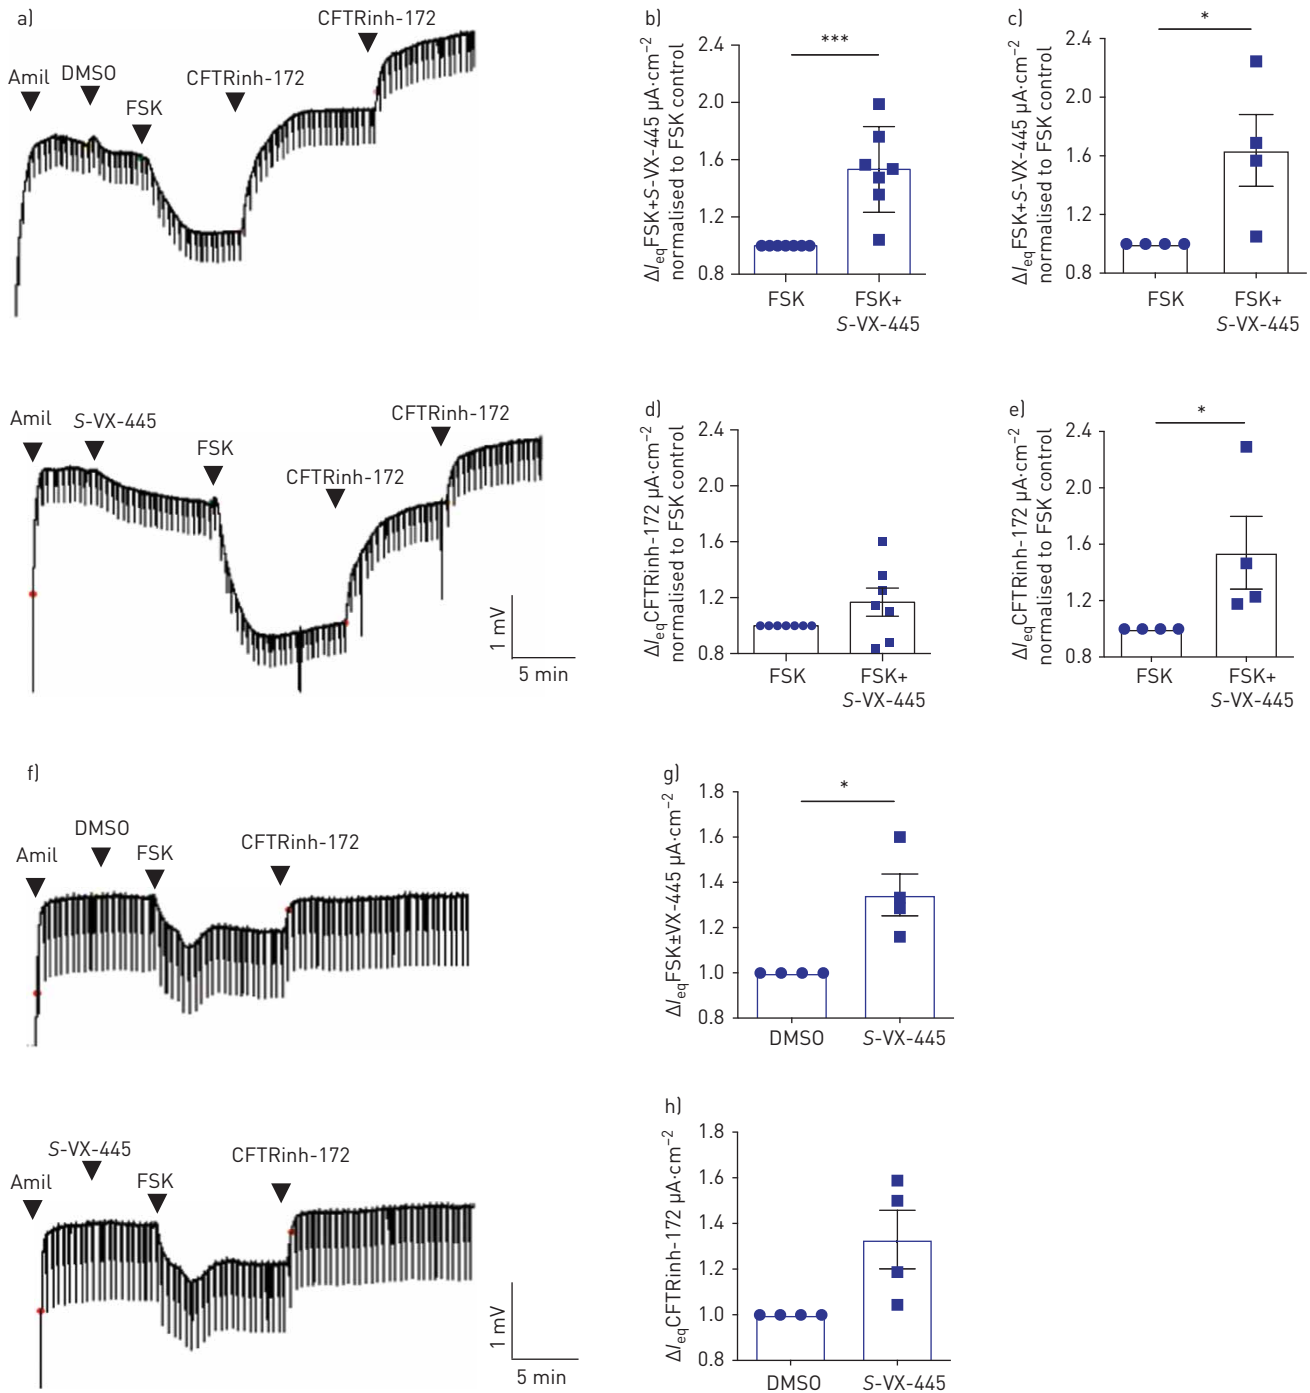 a)
Amil
DMSO
FSK
CFTRinh-172
CFTRinh-172
b)
ΔIeqFSK+S-VX-445 μA·cm−2
normalised to FSK control
2.4
2.0
1.6
1.2
0.8
***
FSK
FSK+
S-VX-445
c)
ΔIeqFSK+S-VX-445 μA·cm−2
normalised to FSK control
2.4
2.0
1.6
1.2
0.8
*
FSK
FSK+
S-VX-445
Amil
S-VX-445
FSK
CFTRinh-172
CFTRinh-172
1 mV
5 min
d)
ΔIeqCFTRinh-172 μA·cm−2
normalised to FSK control
2.4
2.0
1.6
1.2
0.8
FSK
FSK+
S-VX-445
e)
ΔIeqCFTRinh-172 μA·cm−2
normalised to FSK control
2.4
2.0
1.6
1.2
0.8
*
FSK
FSK+
S-VX-445
f)
Amil
DMSO
FSK
CFTRinh-172
g)
ΔIeqFSK±VX-445 μA·cm−2
1.8
1.6
1.4
1.2
1.0
0.8
*
DMSO
S-VX-445
Amil
S-VX-445
FSK
CFTRinh-172
1 mV
5 min
h)
ΔIeqCFTRinh-172 μA·cm−2
1.8
1.6
1.4
1.2
1.0
0.8
DMSO
S-VX-445